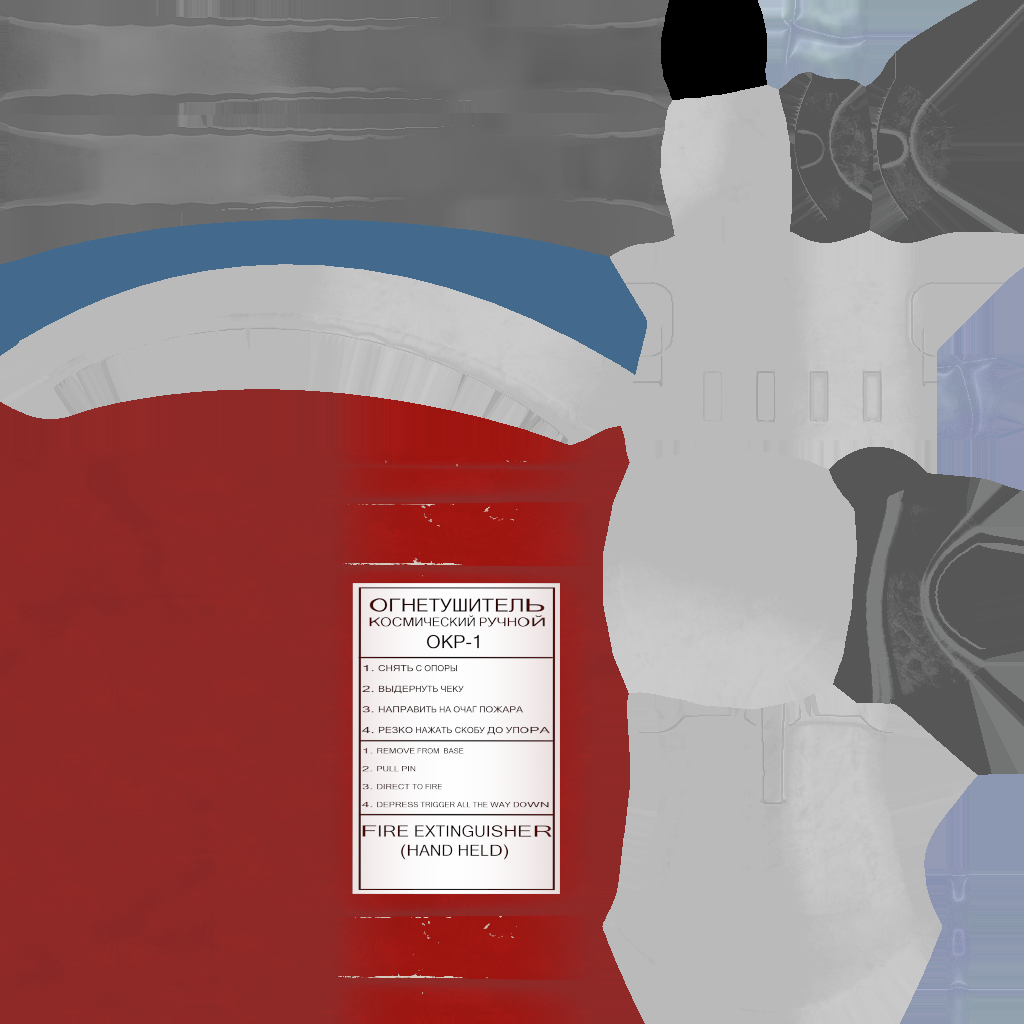 ОГНЕТУШИТЕЛЬ
КОСМИЧЕСКИЙ РУЧНОЙ
ОКР-1
1. СНЯТЬ С ОПОРЫ
2. ВЫДЕРНУТЬ ЧЕКУ
3. НАПРАВИТЬ НА ОЧАГ ПОЖАРА
4. РЕЗКО НАЖАТЬ СКОБУ ДО УПОРА
1. REMOVE FROM BASE
2. PULL PIN
3. DIRECT TO FIRE
4. DEPRESS TRIGGER ALL THE WAY DOWN
FIRE EXTINGUISHER
(HAND HELD)